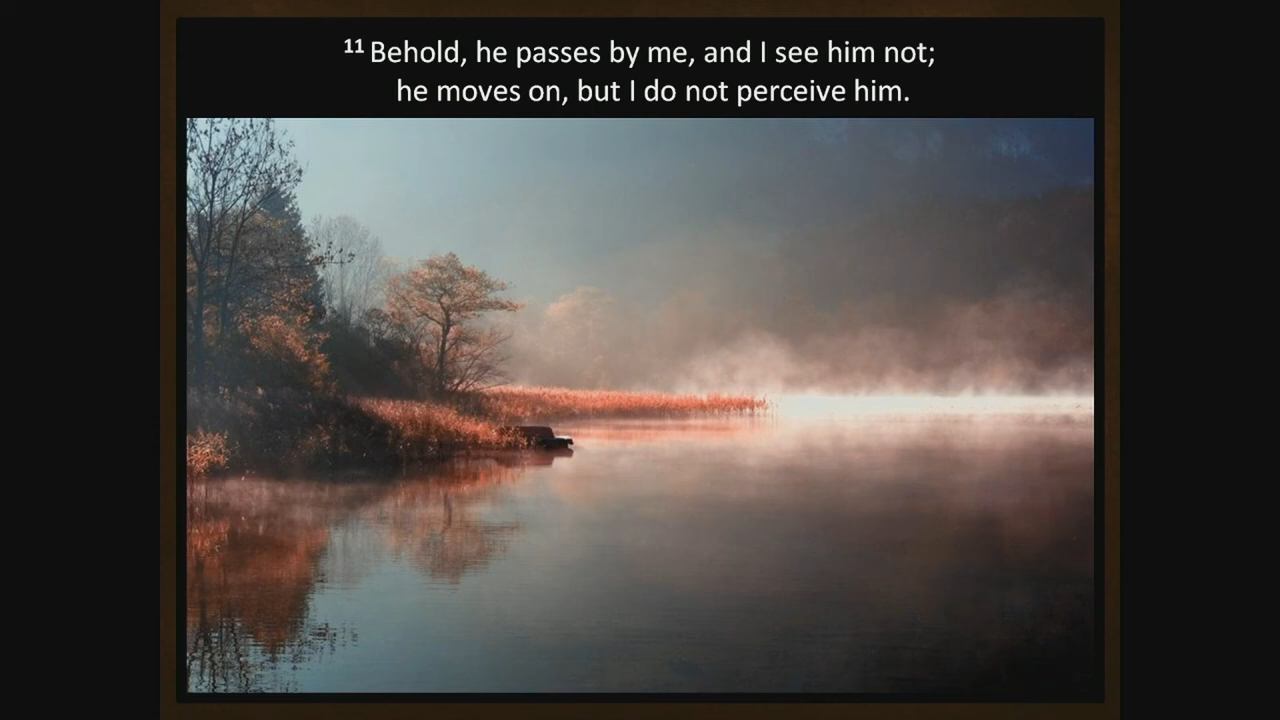 11 Behold, he passes by me, and I see him not;
he moves on, but I do not perceive him.